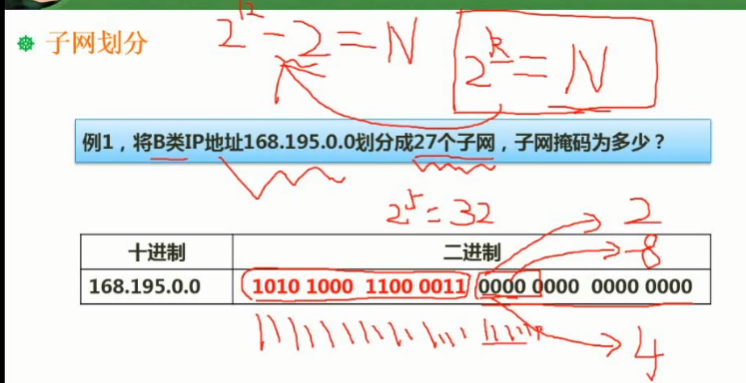 子网划分
2^12 - 2 = N
2^k = N
例1，将B类IP地址168.195.0.0划分成27个子网，子网掩码为多少？
2^5 = 32
2
十进制 二进制
8
168.195.0.0 1010 1000 1100 0011 0000 0000 0000 0000
4